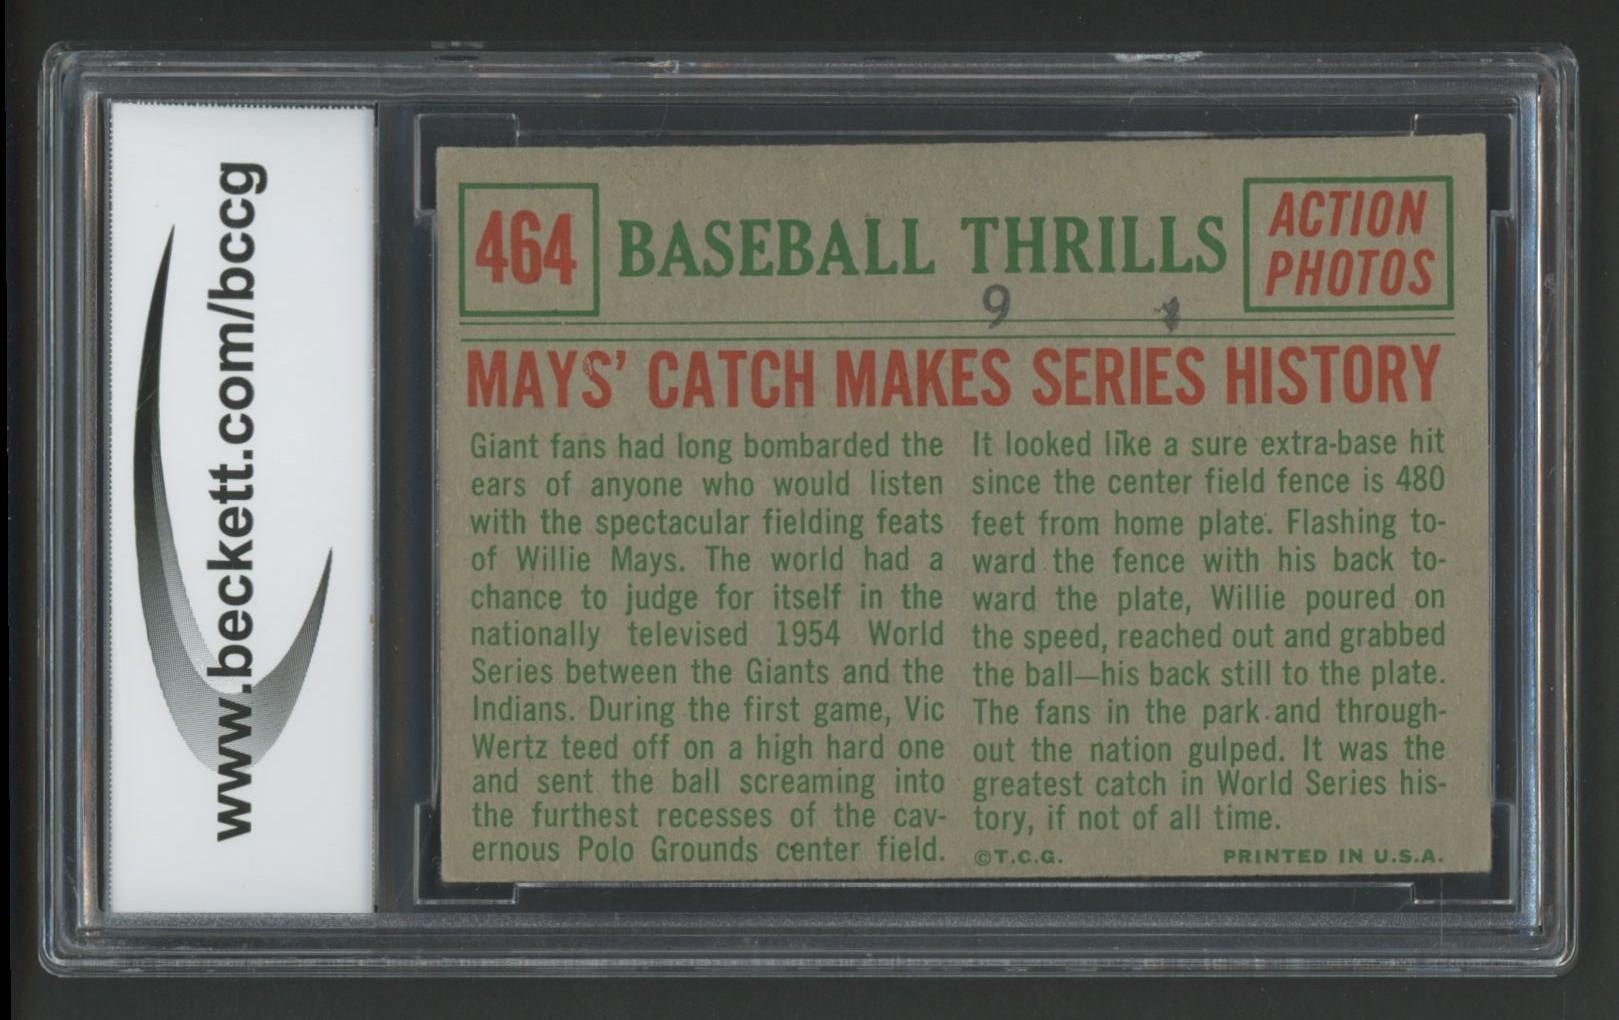 www.beckett.com/bccg
464
BASEBALL THRILLS
ACTION
PHOTOS
9
MAYS' CATCH MAKES SERIES HISTORY
Giant fans had long bombarded the
ears of anyone who would listen
with the spectacular fielding feats
of Willie Mays. The world had a
chance to judge for itself in the
nationally televised 1954 World
Series between the Giants and the
Indians. During the first game, Vic
Wertz teed off on a high hard one
and sent the ball screaming into
the furthest recesses of the cav-
ernous Polo Grounds center field.
It looked like a sure extra-base hit
since the center field fence is 480
feet from home plate. Flashing to-
ward the fence with his back to-
ward the plate, Willie poured on
the speed, reached out and grabbed
the ball—his back still to the plate.
The fans in the park and through-
out the nation gulped. It was the
greatest catch in World Series his-
tory, if not of all time.
©T.C.G.
PRINTED IN U.S.A.